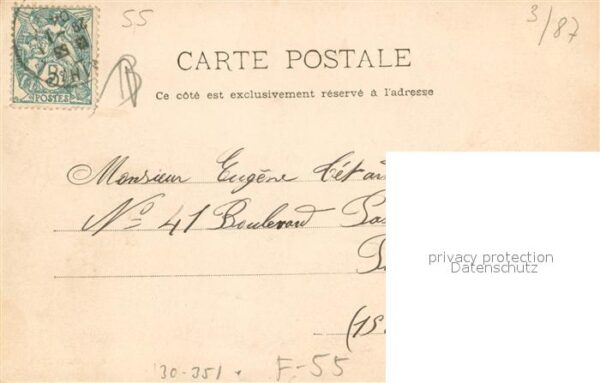 55
3/87
POSTES
CARTE POSTALE
Ce côté est exclusivement réservé à l'adresse
Monsieur Eugène
No 41 Boulevard
privacy protection
Datenschutz
30-351.
F-55